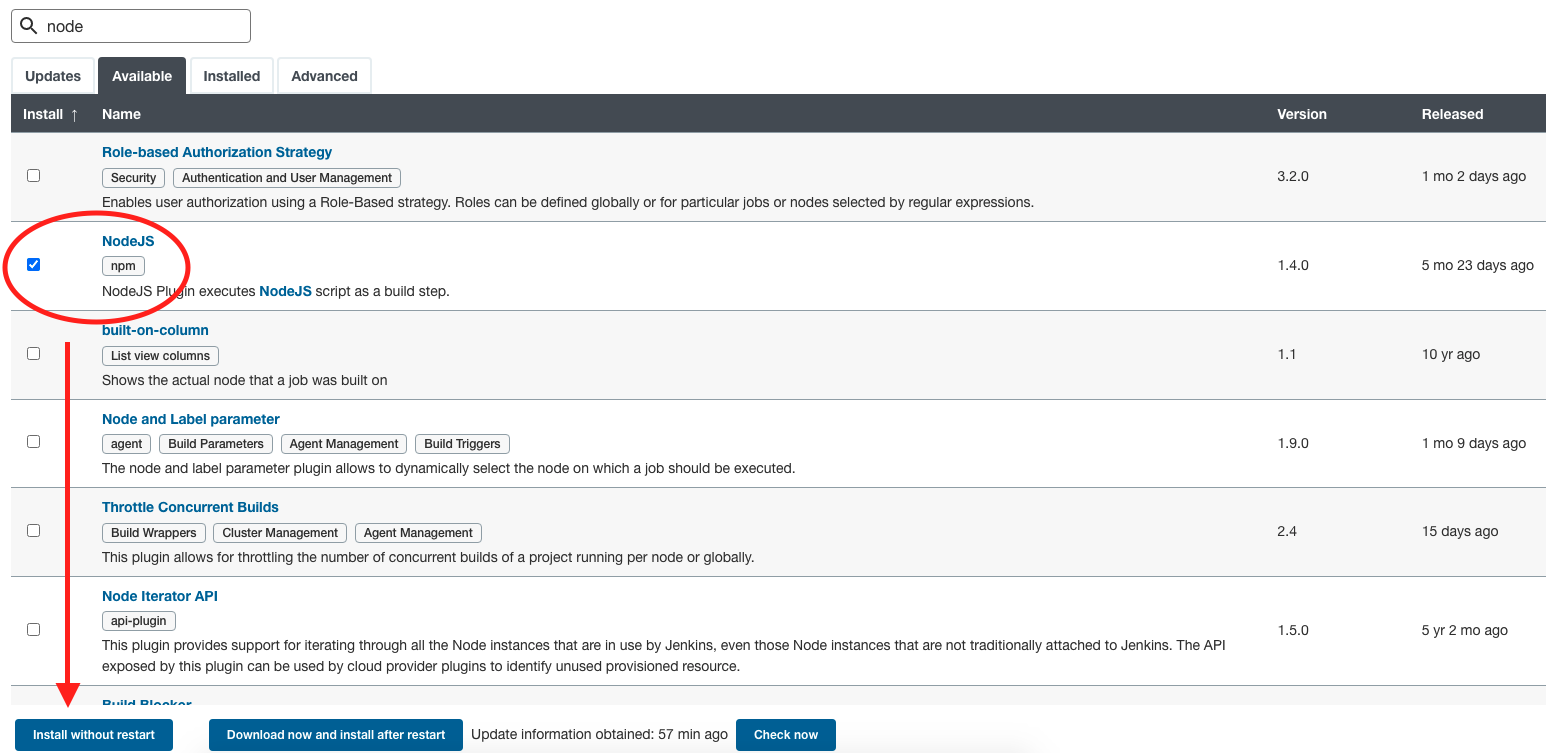 node
Updates Available Installed Advanced
Install ↑ Name Version Released
Role-based Authorization Strategy
Security Authentication and User Management
3.2.0 1 mo 2 days ago
Enables user authorization using a Role-Based strategy. Roles can be defined globally or for particular jobs or nodes selected by regular expressions.
NodeJS
npm
1.4.0 5 mo 23 days ago
NodeJS Plugin executes NodeJS script as a build step.
built-on-column
List view columns
1.1 10 yr ago
Shows the actual node that a job was built on
Node and Label parameter
agent Build Parameters Agent Management Build Triggers
1.9.0 1 mo 9 days ago
The node and label parameter plugin allows to dynamically select the node on which a job should be executed.
Throttle Concurrent Builds
Build Wrappers Cluster Management Agent Management
2.4 15 days ago
This plugin allows for throttling the number of concurrent builds of a project running per node or globally.
Node Iterator API
api-plugin
1.5.0 5 yr 2 mo ago
This plugin provides support for iterating through all the Node instances that are in use by Jenkins, even those Node instances that are not traditionally attached to Jenkins. The API
exposed by this plugin can be used by cloud provider plugins to identify unused provisioned resource.
Build Blocker
Install without restart Download now and install after restart Update information obtained: 57 min ago Check now